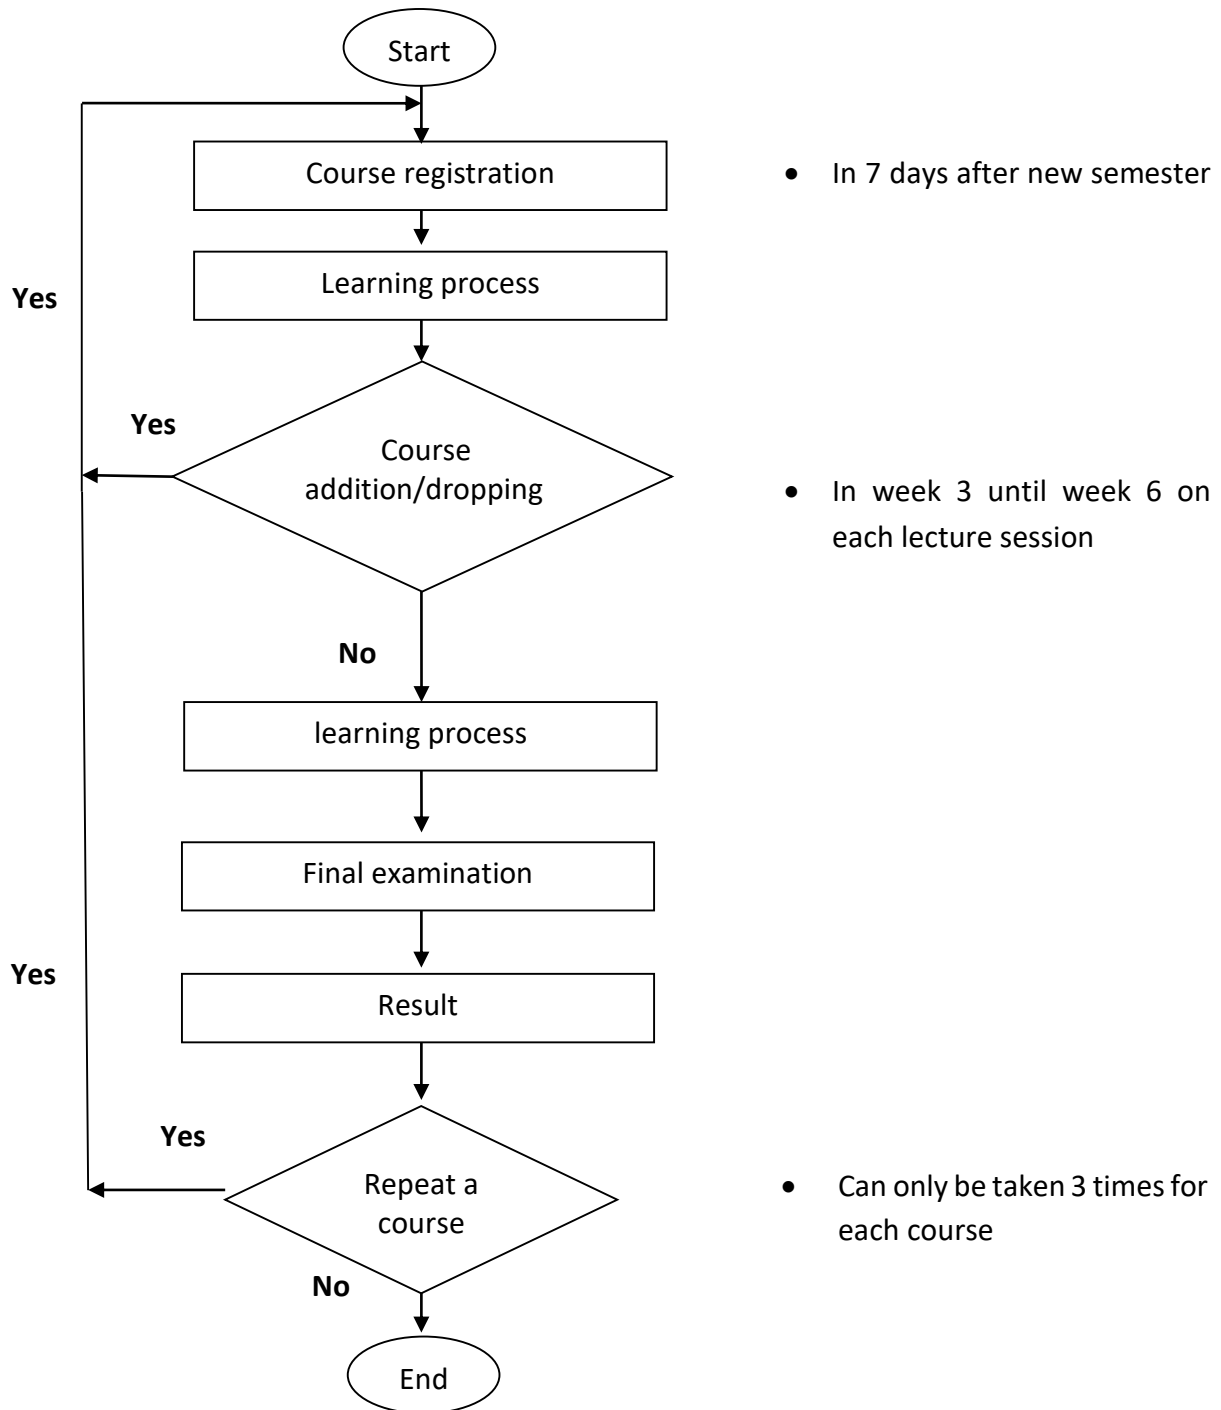 Start
Course registration
• In 7 days after new semester
Learning process
Yes
Yes
Course
addition/dropping
• In week 3 until week 6 on
each lecture session
No
learning process
Final examination
Yes
Result
Yes
Repeat a
course
• Can only be taken 3 times for
each course
No
End